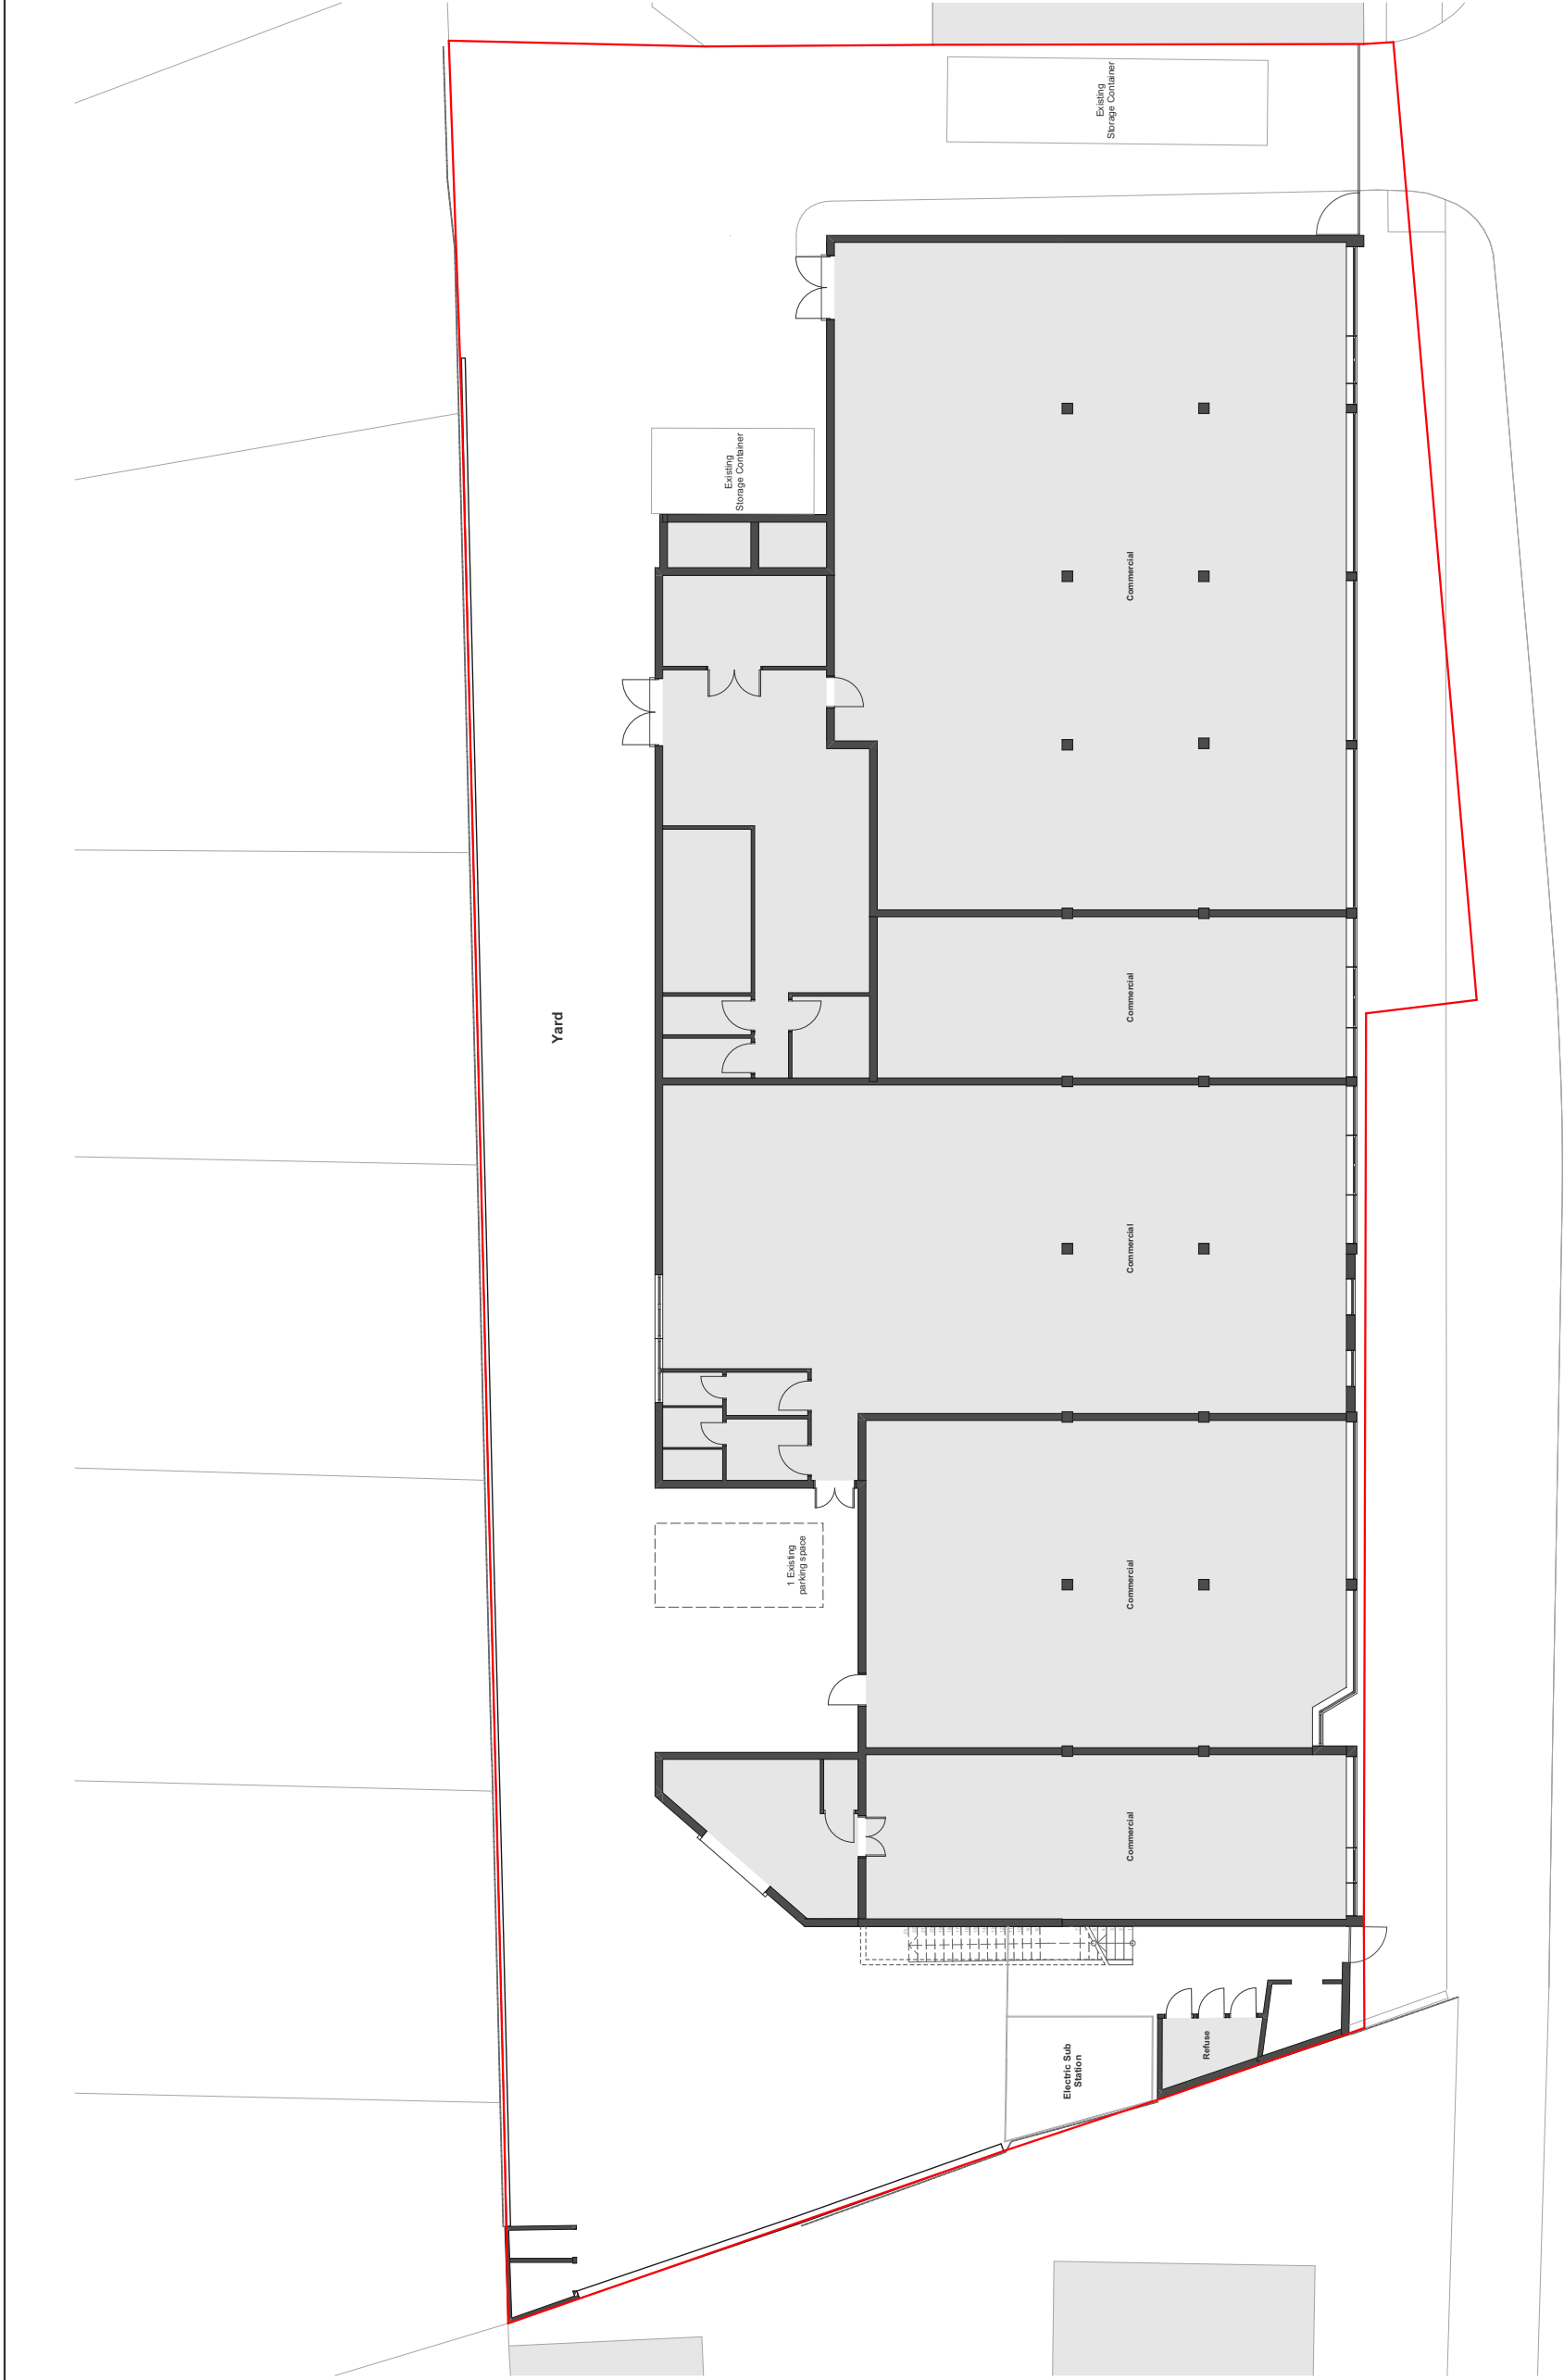 Existing
Storage Container
Existing
Storage Container
Commercial
Commercial
Yard
Commercial
1 Existing
parking space
Commercial
Commercial
Refuse
Electric Sub
Station